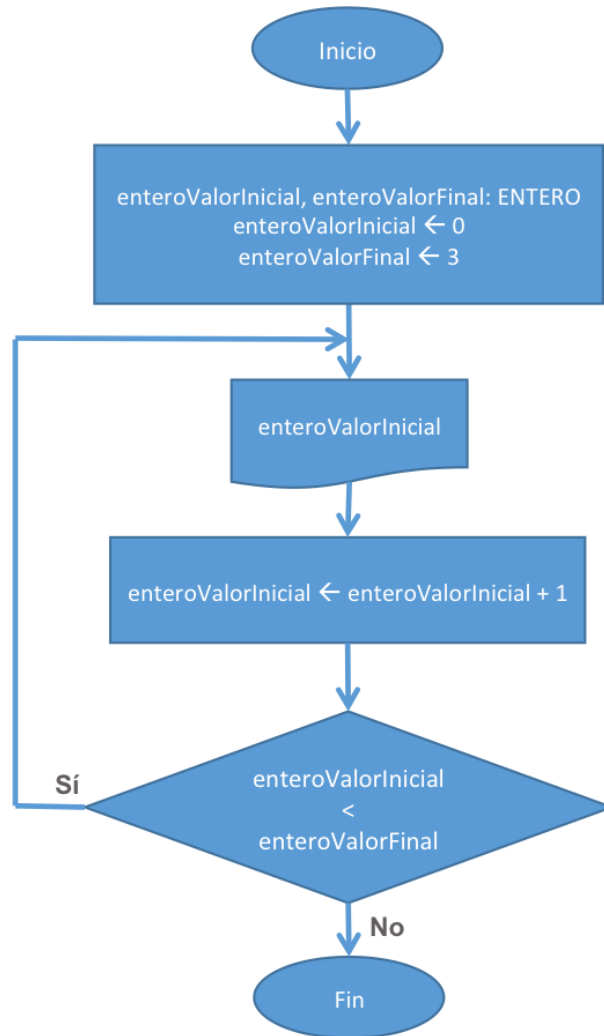 Inicio
enteroValorInicial, enteroValorFinal: ENTERO
enteroValorInicial ← 0
enteroValorFinal ← 3
enteroValorInicial
enteroValorInicial ← enteroValorInicial + 1
Sí
enteroValorInicial
<
enteroValorFinal
No
Fin